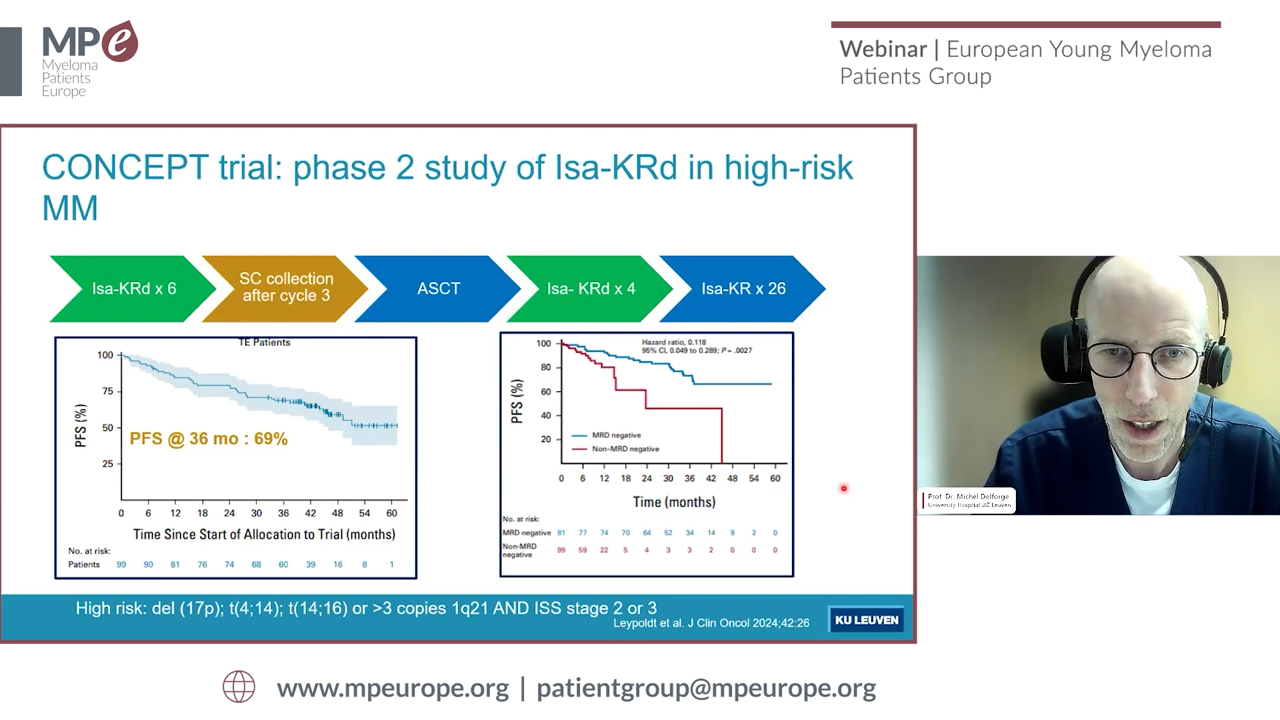 MPe
Myeloma
Patients
Europe
Webinar | European Young Myeloma
Patients Group
CONCEPT trial: phase 2 study of Isa-KRd in high-risk
MM
Isa-KRd x 6
SC collection
after cycle 3
ASCT
Isa- KRd x 4
Isa-KR x 26
TE Patients
PFS (%)
100
75
50
25
PFS @ 36 mo : 69%
0 6 12 18 24 30 36 42 48 54 60
Time Since Start of Allocation to Trial (months)
No. at risk:
Patients 99 90 81 76 74 68 60 39 16 8 1
Hazard ratio, 0.118
95% CI, 0.049 to 0.289; P = .0027
PFS (%)
100
80
60
40
20
MRD negative
Non–MRD negative
0 6 12 18 24 30 36 42 48 54 60
Time (months)
No. at risk:
MRD negative 81 77 74 70 64 52 34 14 9 2 0
Non-MRD
negative 99 59 22 5 4 3 3 2 0 0 0
High risk: del (17p); t(4;14); t(14;16) or >3 copies 1q21 AND ISS stage 2 or 3
Leypoldt et al. J Clin Oncol 2024;42:26
KU LEUVEN
Prof. Dr. Michel Delforge
University Hospital UZ Leuven
www.mpeurope.org | patientgroup@mpeurope.org